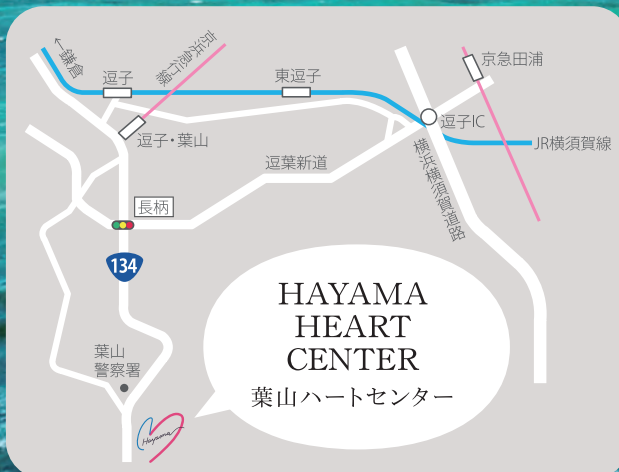 ←鎌倉
逗子
京浜急行線
東逗子
京急田浦
逗子・葉山
逗子IC
JR横須賀線
逗葉新道
横浜横須賀道路
長柄
134
HAYAMA
HEART
CENTER
葉山ハートセンター
葉山
警察署
Hayama